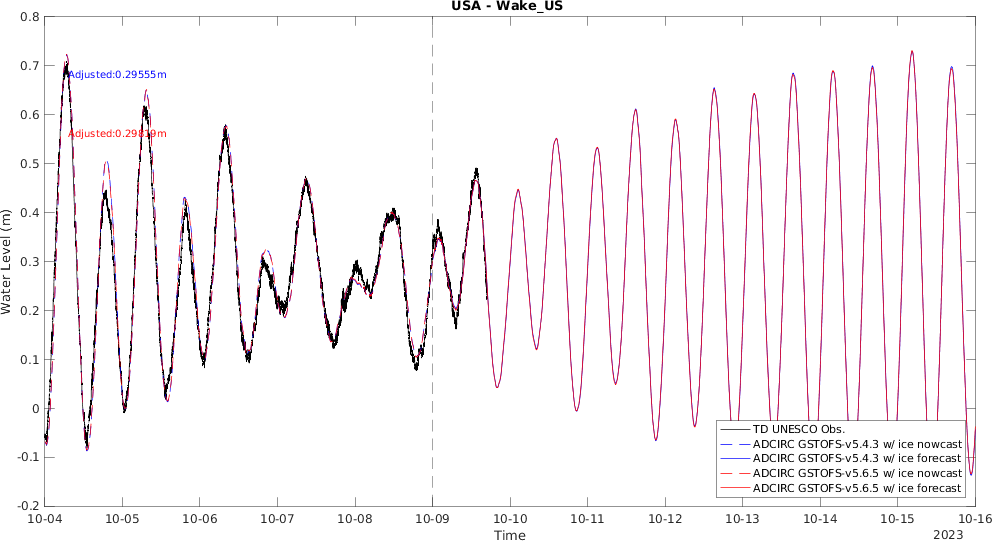 USA - Wake_US
0.8
0.7
0.6
0.5
0.4
0.3
0.2
0.1
0
-0.1
-0.2
Water Level (m)
Adjusted:0.29555m
Adjusted:0.29819m
TD UNESCO Obs.
ADCIRC GSTOFS-v5.4.3 w/ ice nowcast
ADCIRC GSTOFS-v5.4.3 w/ ice forecast
ADCIRC GSTOFS-v5.6.5 w/ ice nowcast
ADCIRC GSTOFS-v5.6.5 w/ ice forecast
10-04 10-05 10-06 10-07 10-08 10-09 10-10 10-11 10-12 10-13 10-14 10-15 10-16
Time
2023